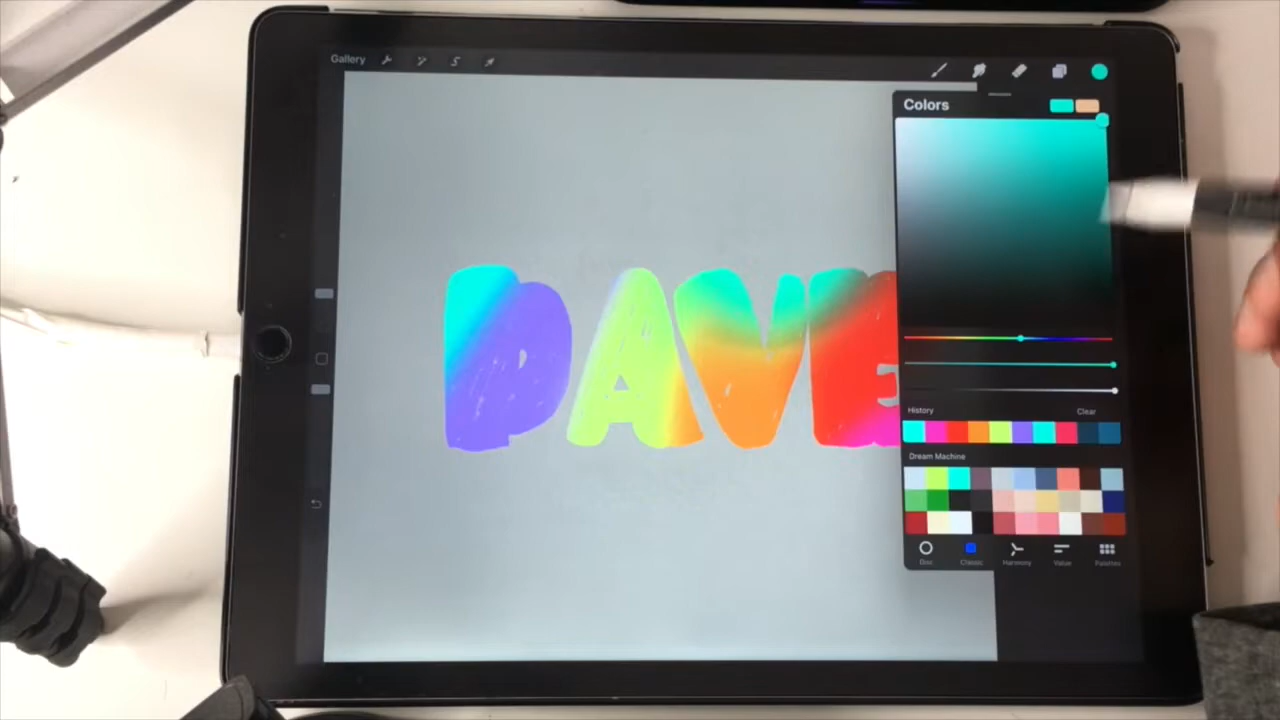 Gallery
Colors
DAVE
History Clear
Dream Machine
Disc Classic Harmony Value Palettes